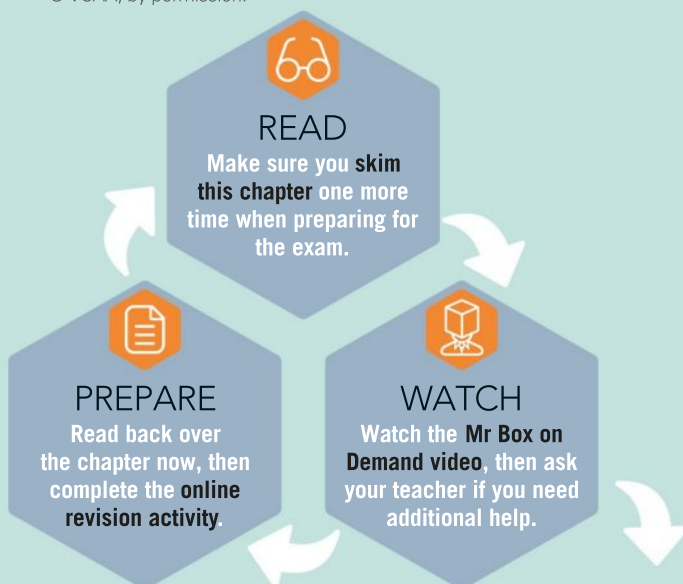 READ
Make sure you skim
this chapter one more
time when preparing for
the exam.
PREPARE
Read back over
the chapter now, then
complete the online
revision activity.
WATCH
Watch the Mr Box on
Demand video, then ask
your teacher if you need
additional help.